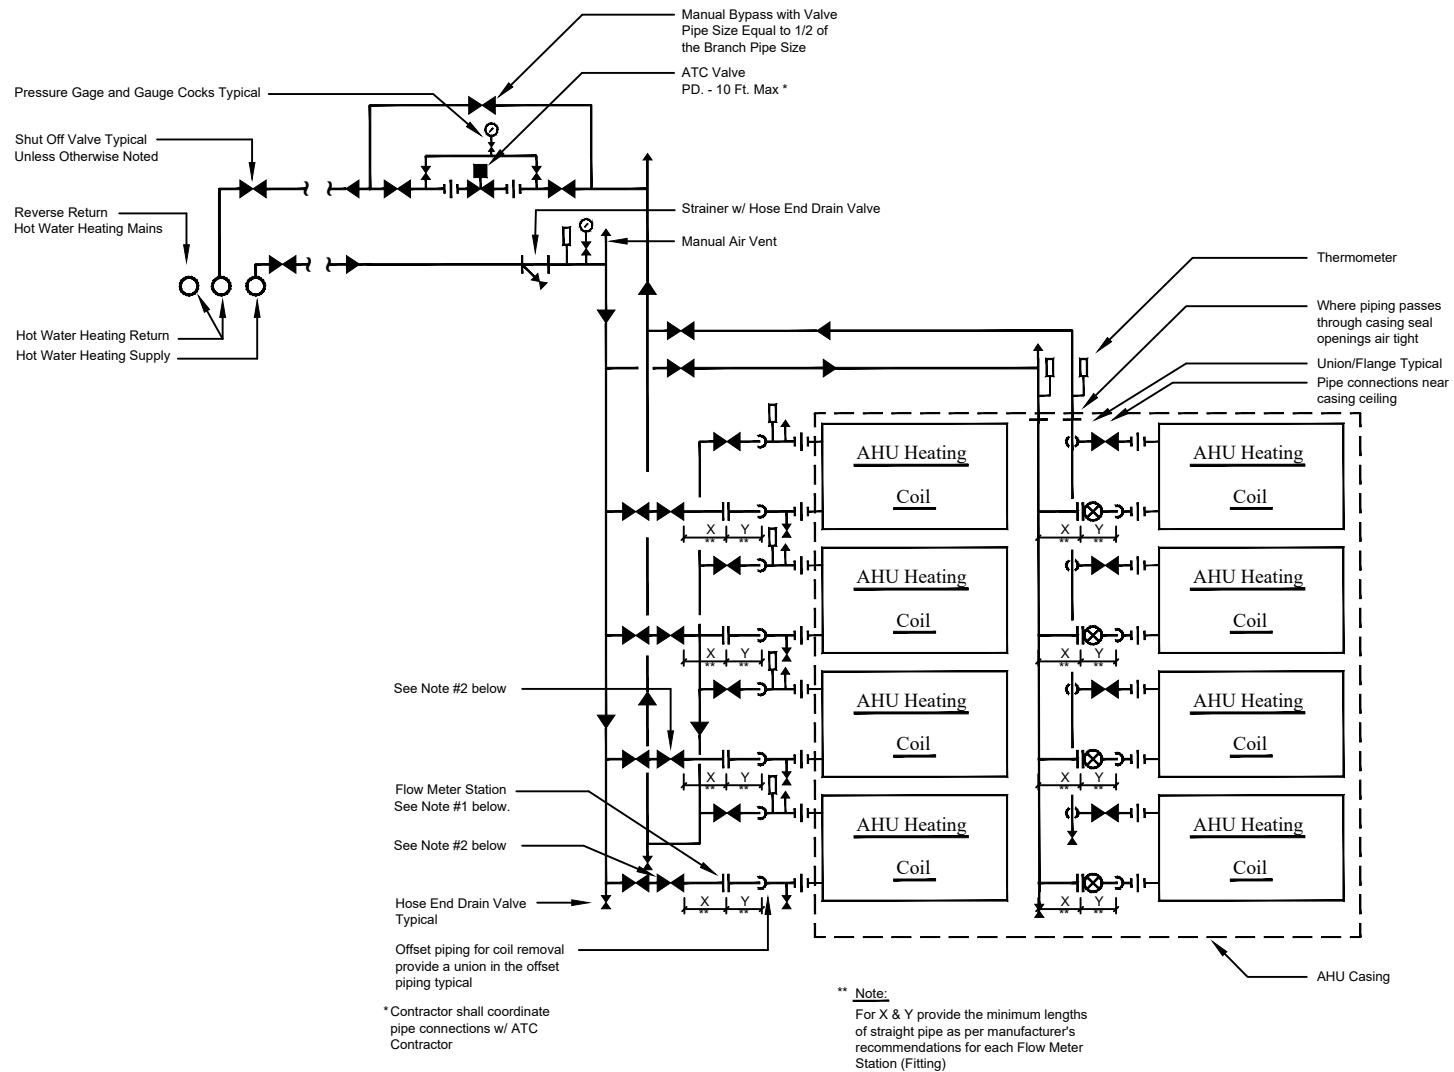 Manual Bypass with Valve
Pipe Size Equal to 1/2 of
the Branch Pipe Size
ATC Valve
PD. - 10 Ft. Max *
Pressure Gage and Gauge Cocks Typical
Shut Off Valve Typical
Unless Otherwise Noted
Reverse Return
Hot Water Heating Mains
Strainer w/ Hose End Drain Valve
Manual Air Vent
Hot Water Heating Return
Hot Water Heating Supply
Thermometer
Where piping passes
through casing seal
openings air tight
Union/Flange Typical
Pipe connections near
casing ceiling
AHU Heating
Coil
AHU Heating
Coil
X Y
** **
X Y
** **
AHU Heating
Coil
AHU Heating
Coil
X Y
** **
X Y
** **
See Note #2 below
AHU Heating
Coil
AHU Heating
Coil
X Y
** **
X Y
** **
Flow Meter Station
See Note #1 below.
See Note #2 below
AHU Heating
Coil
AHU Heating
Coil
X Y
** **
X Y
** **
Hose End Drain Valve
Typical
Offset piping for coil removal
provide a union in the offset
piping typical
AHU Casing
* Contractor shall coordinate
pipe connections w/ ATC
Contractor
** Note:
For X & Y provide the minimum lengths
of straight pipe as per manufacturer's
recommendations for each Flow Meter
Station (Fitting)